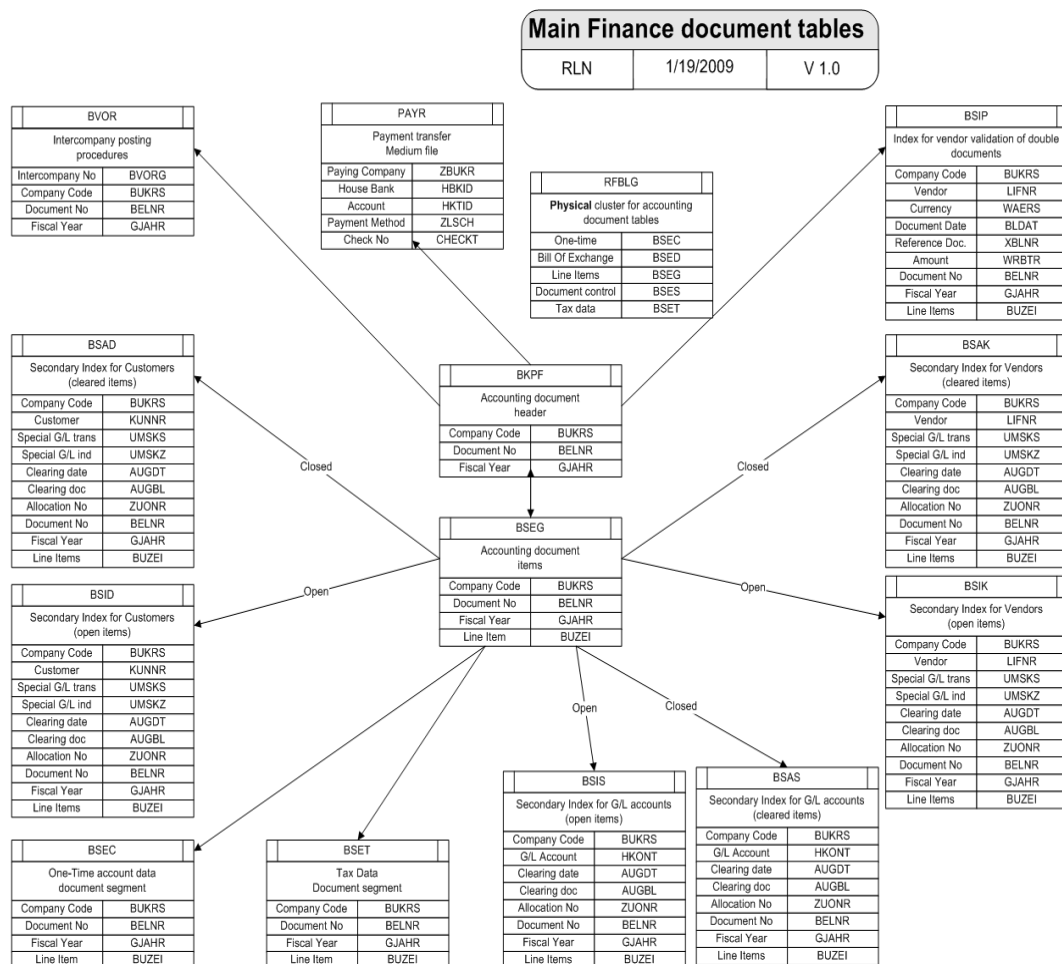 Main Finance document tables
RLN 1/19/2009 V 1.0
BVOR
Intercompany posting
procedures
Intercompany No BVORG
Company Code BUKRS
Document No BELNR
Fiscal Year GJAHR
PAYR
Payment transfer
Medium file
Paying Company ZBUKR
House Bank HBKID
Account HKTID
Payment Method ZLSCH
Check No CHECKT
RFBLG
Physical cluster for accounting
document tables
One-time BSEC
Bill Of Exchange BSED
Line Items BSEG
Document control BSES
Tax data BSET
BSIP
Index for vendor validation of double
documents
Company Code BUKRS
Vendor LIFNR
Currency WAERS
Document Date BLDAT
Reference Doc. XBLNR
Amount WRBTR
Document No BELNR
Fiscal Year GJAHR
Line Items BUZEI
BSAD
Secondary Index for Customers
(cleared items)
Company Code BUKRS
Customer KUNNR
Special G/L trans UMSKS
Special G/L ind UMSKZ
Clearing date AUGDT
Clearing doc AUGBL
Allocation No ZUONR
Document No BELNR
Fiscal Year GJAHR
Line Items BUZEI
BKPF
Accounting document
header
Company Code BUKRS
Document No BELNR
Fiscal Year GJAHR
BSAK
Secondary Index for Vendors
(cleared items)
Company Code BUKRS
Vendor LIFNR
Special G/L trans UMSKS
Special G/L ind UMSKZ
Clearing date AUGDT
Clearing doc AUGBL
Allocation No ZUONR
Document No BELNR
Fiscal Year GJAHR
Line Items BUZEI
Closed
Closed
BSEG
Accounting document
items
Company Code BUKRS
Document No BELNR
Fiscal Year GJAHR
Line Item BUZEI
Open
Open
BSID
Secondary Index for Customers
(open items)
Company Code BUKRS
Customer KUNNR
Special G/L trans UMSKS
Special G/L ind UMSKZ
Clearing date AUGDT
Clearing doc AUGBL
Allocation No ZUONR
Document No BELNR
Fiscal Year GJAHR
Line Items BUZEI
BSIK
Secondary Index for Vendors
(open items)
Company Code BUKRS
Vendor LIFNR
Special G/L trans UMSKS
Special G/L ind UMSKZ
Clearing date AUGDT
Clearing doc AUGBL
Allocation No ZUONR
Document No BELNR
Fiscal Year GJAHR
Line Items BUZEI
Open
Closed
BSEC
One-Time account data
document segment
Company Code BUKRS
Document No BELNR
Fiscal Year GJAHR
Line Item BUZEI
BSET
Tax Data
Document segment
Company Code BUKRS
Document No BELNR
Fiscal Year GJAHR
Line Item BUZEI
BSIS
Secondary Index for G/L accounts
(open items)
Company Code BUKRS
G/L Account HKONT
Clearing date AUGDT
Clearing doc AUGBL
Allocation No ZUONR
Document No BELNR
Fiscal Year GJAHR
Line Items BUZEI
BSAS
Secondary Index for G/L accounts
(cleared items)
Company Code BUKRS
G/L Account HKONT
Clearing date AUGDT
Clearing doc AUGBL
Allocation No ZUONR
Document No BELNR
Fiscal Year GJAHR
Line Items BUZEI